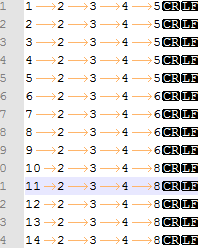 1 1 → 2 → 3 → 4 → 5 CR LF
2 2 → 2 → 3 → 4 → 5 CR LF
3 3 → 2 → 3 → 4 → 5 CR LF
4 4 → 2 → 3 → 4 → 5 CR LF
5 5 → 2 → 3 → 4 → 5 CR LF
6 6 → 2 → 3 → 4 → 6 CR LF
7 7 → 2 → 3 → 4 → 6 CR LF
8 8 → 2 → 3 → 4 → 6 CR LF
9 9 → 2 → 3 → 4 → 6 CR LF
0 10 → 2 → 3 → 4 → 8 CR LF
1 11 → 2 → 3 → 4 → 8 CR LF
2 12 → 2 → 3 → 4 → 8 CR LF
3 13 → 2 → 3 → 4 → 8 CR LF
4 14 → 2 → 3 → 4 → 8 CR LF